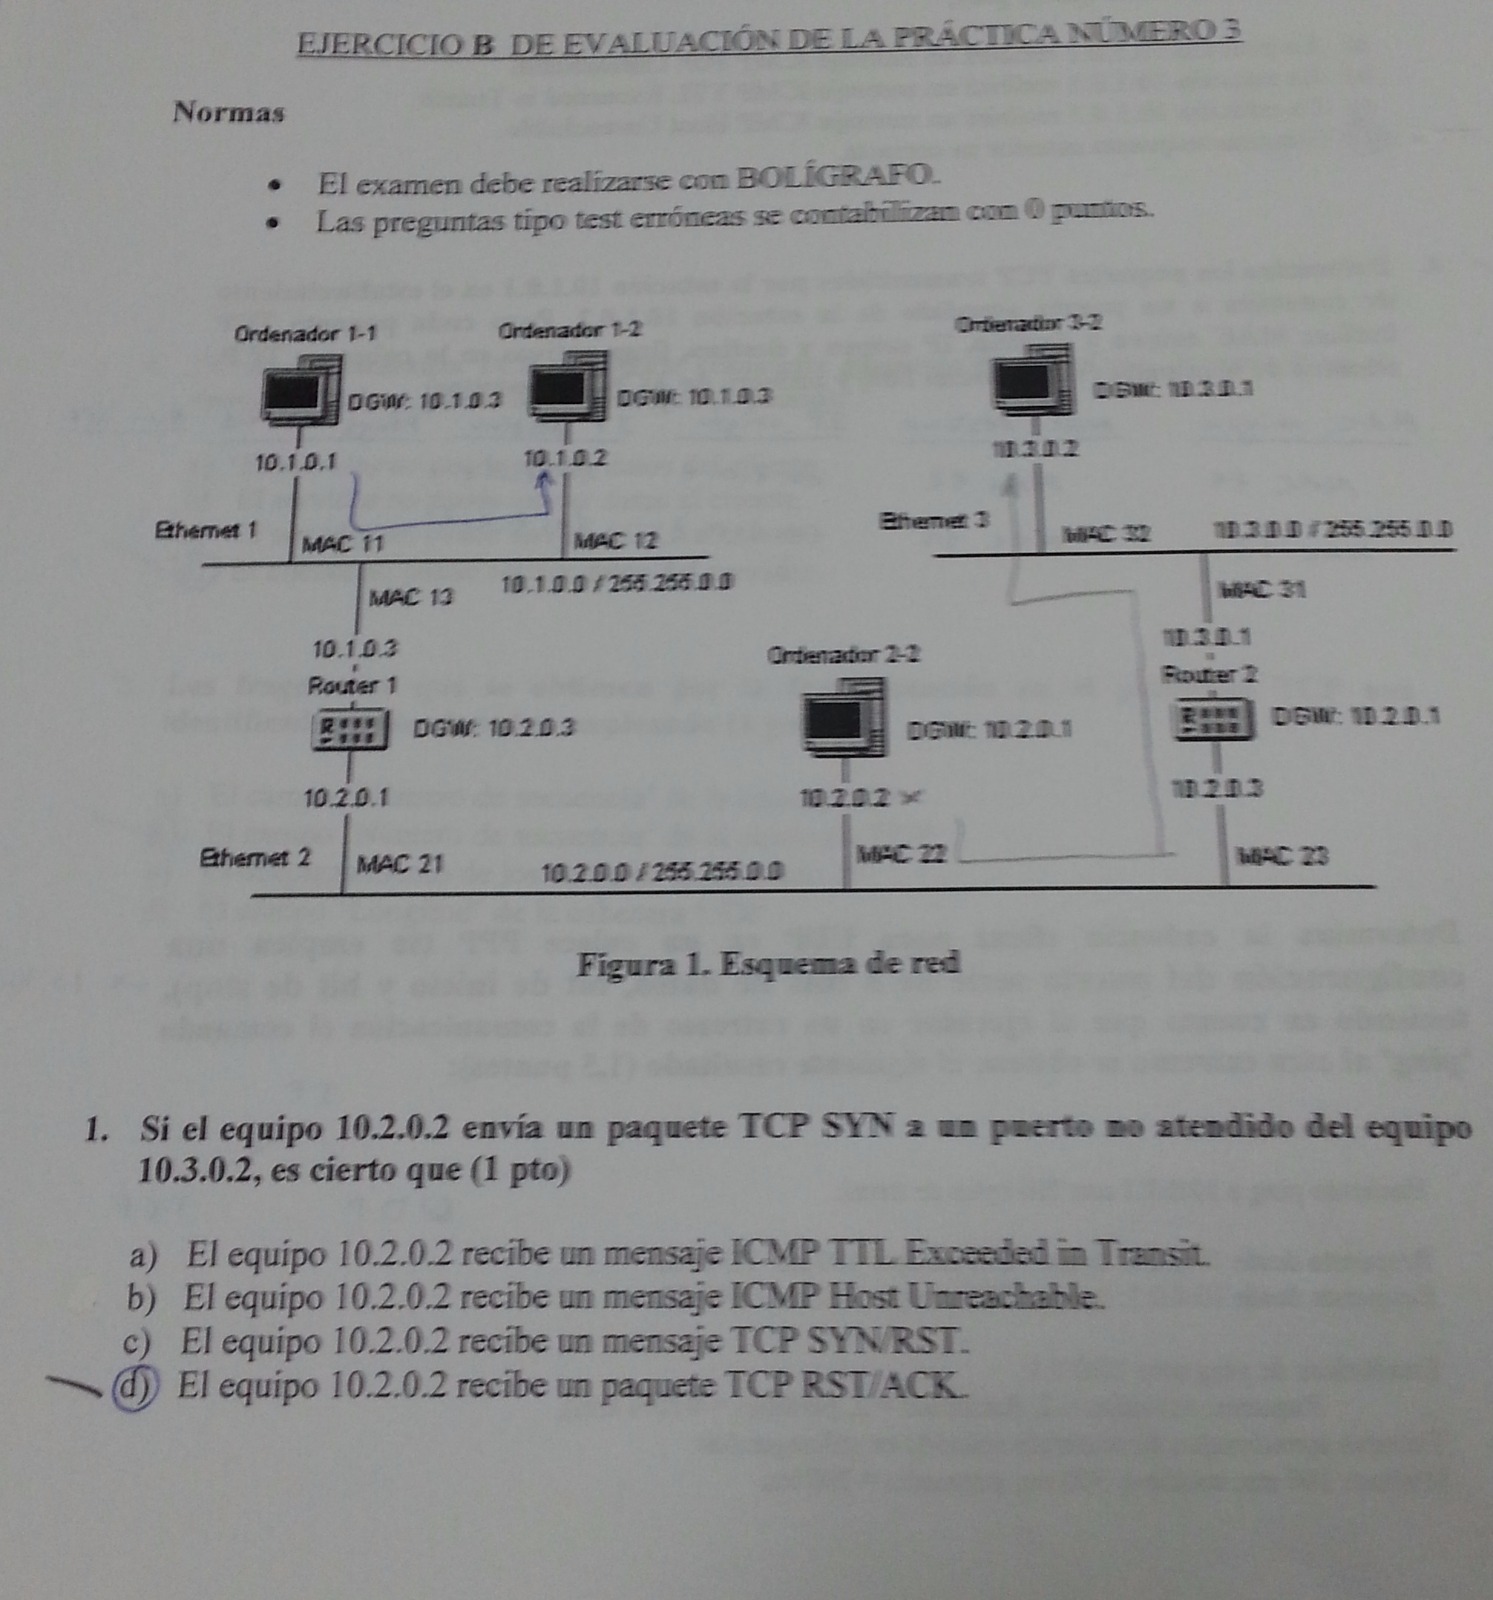 EJERCICIO B DE EVALUACIÓN DE LA PRÁCTICA NÚMERO 3
Normas
• El examen debe realizarse con BOLÍGRAFO.
• Las preguntas tipo test erróneas se contabilizan con 0 puntos.
Ordenador 1-1 Ordenador 1-2 Ordenador 3-2
DGW: 10.1.0.3 DGW: 10.1.0.3 DGW: 10.3.0.1
10.1.0.1 10.1.0.2 10.3.0.2
Ethernet 1 MAC 11 MAC 12 Ethernet 3 MAC 32 10.3.0.0 / 255.255.0.0
MAC 13 10.1.0.0 / 255.255.0.0 MAC 31
10.1.0.3 Ordenador 2-2 10.3.0.1
Router 1 Router 2
DGW: 10.2.0.3 DGW: 10.2.0.1 DGW: 10.2.0.1
10.2.0.1 10.2.0.2 10.2.0.3
Ethernet 2 MAC 21 10.2.0.0 / 255.255.0.0 MAC 22 MAC 23
Figura 1. Esquema de red
1. Si el equipo 10.2.0.2 envía un paquete TCP SYN a un puerto no atendido del equipo
10.3.0.2, es cierto que (1 pto)
a) El equipo 10.2.0.2 recibe un mensaje ICMP TTL Exceeded in Transit.
b) El equipo 10.2.0.2 recibe un mensaje ICMP Host Unreachable.
c) El equipo 10.2.0.2 recibe un mensaje TCP SYN/RST.
d) El equipo 10.2.0.2 recibe un paquete TCP RST/ACK.